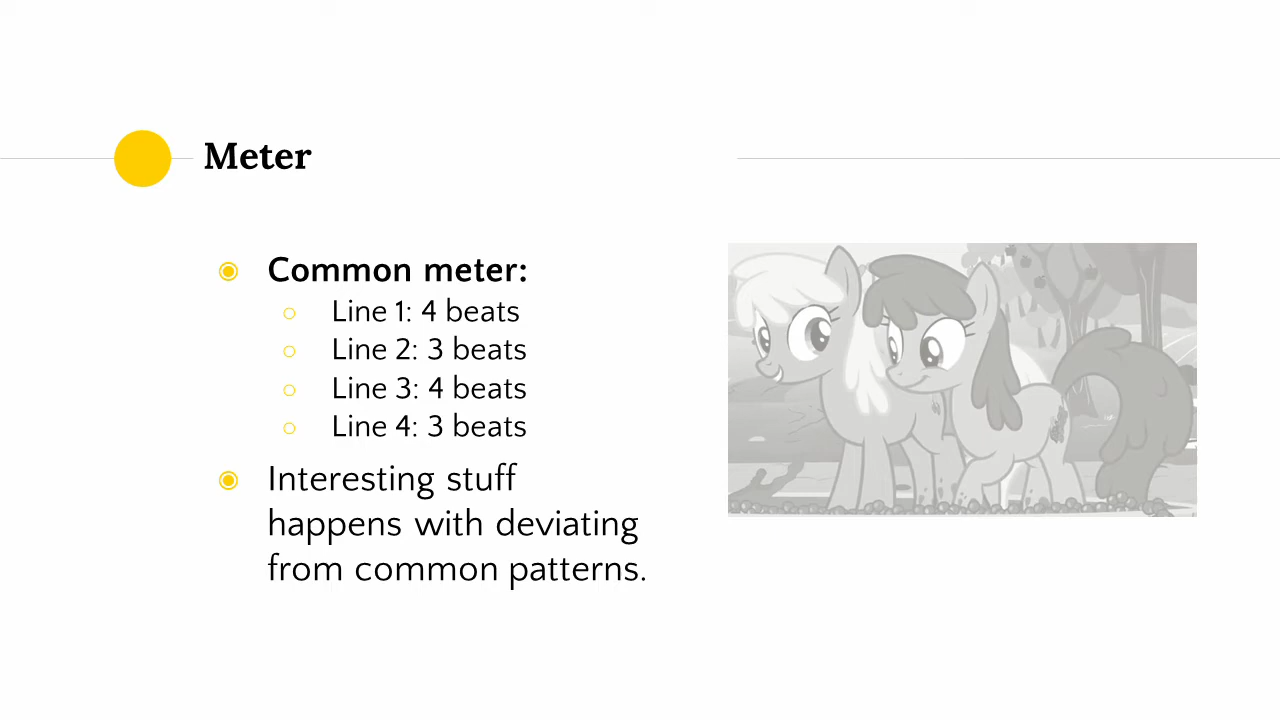 Meter
Common meter:
Line 1: 4 beats
Line 2: 3 beats
Line 3: 4 beats
Line 4: 3 beats
Interesting stuff
happens with deviating
from common patterns.